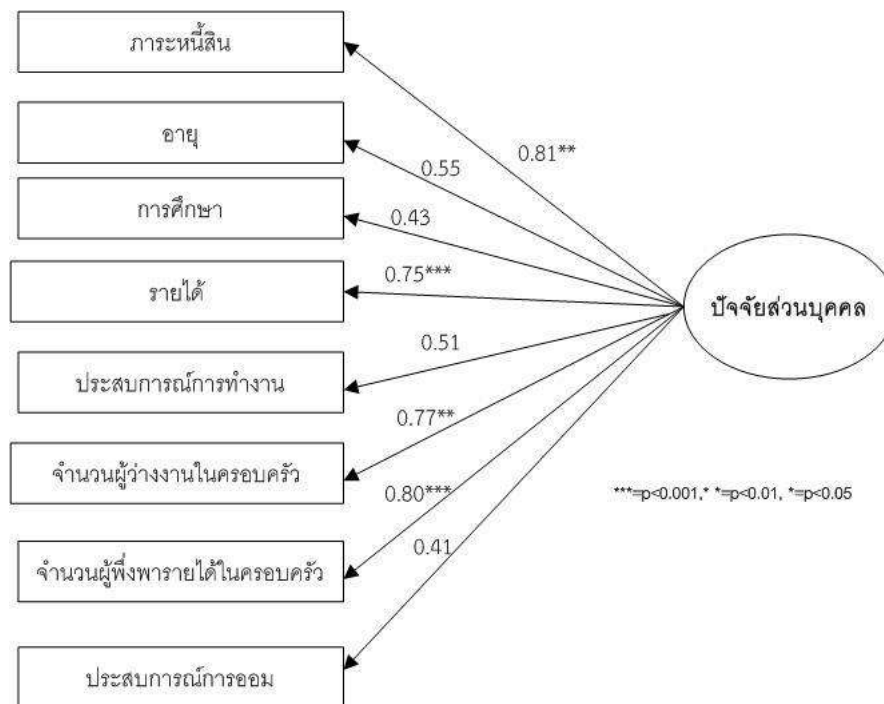 ภาระหนี้สิน
อายุ
0.81**
0.55
การศึกษา
0.43
0.75***
รายได้
ปัจจัยส่วนบุคคล
0.51
ประสบการณ์การทำงาน
0.77**
จำนวนผู้ว่างงานในครอบครัว
0.80***
***=p<0.001,* *=p<0.01, *=p<0.05
0.41
จำนวนผู้พึ่งพารายได้ในครอบครัว
ประสบการณ์การออม